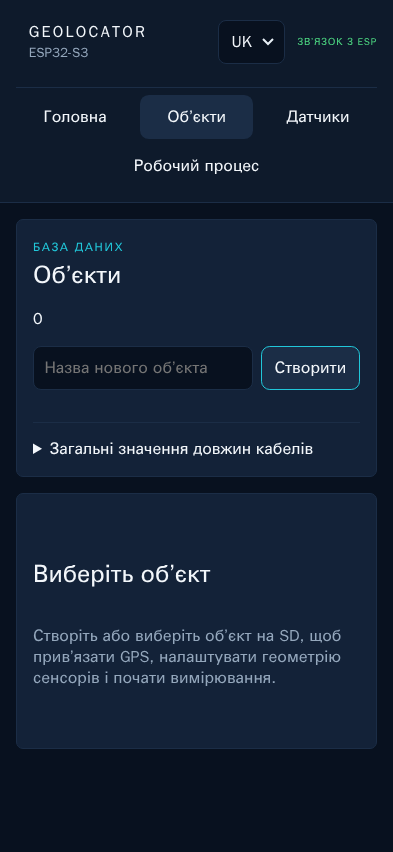 GEOLOCATOR
ESP32-S3
UK
ЗВ'ЯЗОК З ESP
Головна
Об'єкти
Датчики
Робочий процес
БАЗА ДАНИХ
Об'єкти
0
Назва нового об'єкта
Створити
Загальні значення довжин кабелів
Виберіть об'єкт
Створіть або виберіть об'єкт на SD, щоб
прив'язати GPS, налаштувати геометрію
сенсорів і почати вимірювання.